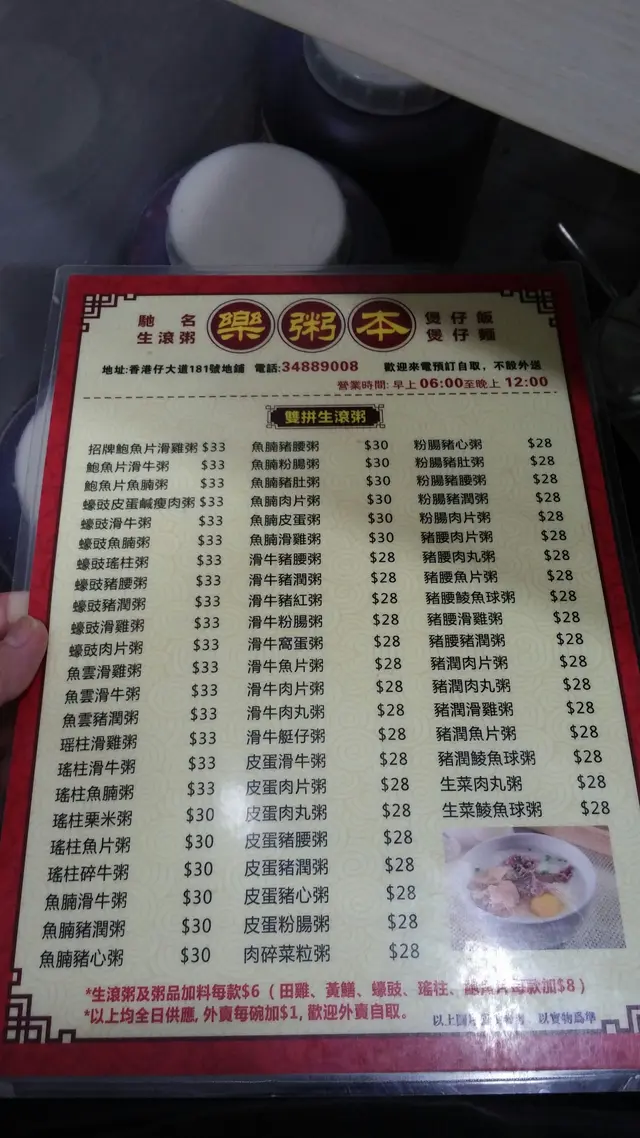 馳名
生滾粥
樂粥本
煲仔飯
煲仔麵
地址:香港仔大道181號地鋪 電話:34889008 歡迎來電預訂自取，不設外送
營業時間: 早上 06:00至晚上 12:00
雙拼生滾粥
招牌鮑魚片滑雞粥 $33
鮑魚片滑牛粥 $33
鮑魚片魚腩粥 $33
蠔豉皮蛋鹹瘦肉粥 $33
蠔豉滑牛粥 $33
蠔豉魚腩粥 $33
蠔豉瑤柱粥 $33
蠔豉豬腰粥 $33
蠔豉豬潤粥 $33
蠔豉滑雞粥 $33
蠔豉肉片粥 $33
魚雲滑雞粥 $33
魚雲滑牛粥 $33
魚雲豬潤粥 $33
瑤柱滑雞粥 $33
瑤柱滑牛粥 $33
瑤柱魚腩粥 $33
瑤柱粟米粥 $30
瑤柱魚片粥 $30
瑤柱碎牛粥 $30
魚腩滑牛粥 $30
魚腩豬潤粥 $30
魚腩豬心粥 $30
魚腩豬腰粥 $30
魚腩粉腸粥 $30
魚腩豬肚粥 $30
魚腩肉片粥 $30
魚腩皮蛋粥 $30
魚腩滑雞粥 $30
滑牛豬腰粥 $28
滑牛豬潤粥 $28
滑牛豬紅粥 $28
滑牛粉腸粥 $28
滑牛窩蛋粥 $28
滑牛魚片粥 $28
滑牛肉片粥 $28
滑牛肉丸粥 $28
滑牛艇仔粥 $28
皮蛋滑牛粥 $28
皮蛋肉片粥 $28
皮蛋肉丸粥 $28
皮蛋豬腰粥 $28
皮蛋豬潤粥 $28
皮蛋豬心粥 $28
皮蛋粉腸粥 $28
肉碎菜粒粥 $28
粉腸豬心粥 $28
粉腸豬肚粥 $28
粉腸豬腰粥 $28
粉腸豬潤粥 $28
粉腸肉片粥 $28
豬腰肉片粥 $28
豬腰肉丸粥 $28
豬腰魚片粥 $28
豬腰鯪魚球粥 $28
豬腰滑雞粥 $28
豬腰豬潤粥 $28
豬潤肉片粥 $28
豬潤肉丸粥 $28
豬潤滑雞粥 $28
豬潤魚片粥 $28
豬潤鯪魚球粥 $28
生菜肉丸粥 $28
生菜鯪魚球粥 $28
*生滾粥及粥品加料每款$6（田雞、黃鱔、蠔豉、瑤柱、魚片每款加$8）
*以上均全日供應, 外賣每碗加$1, 歡迎外賣自取。
以上圖 以實物爲準